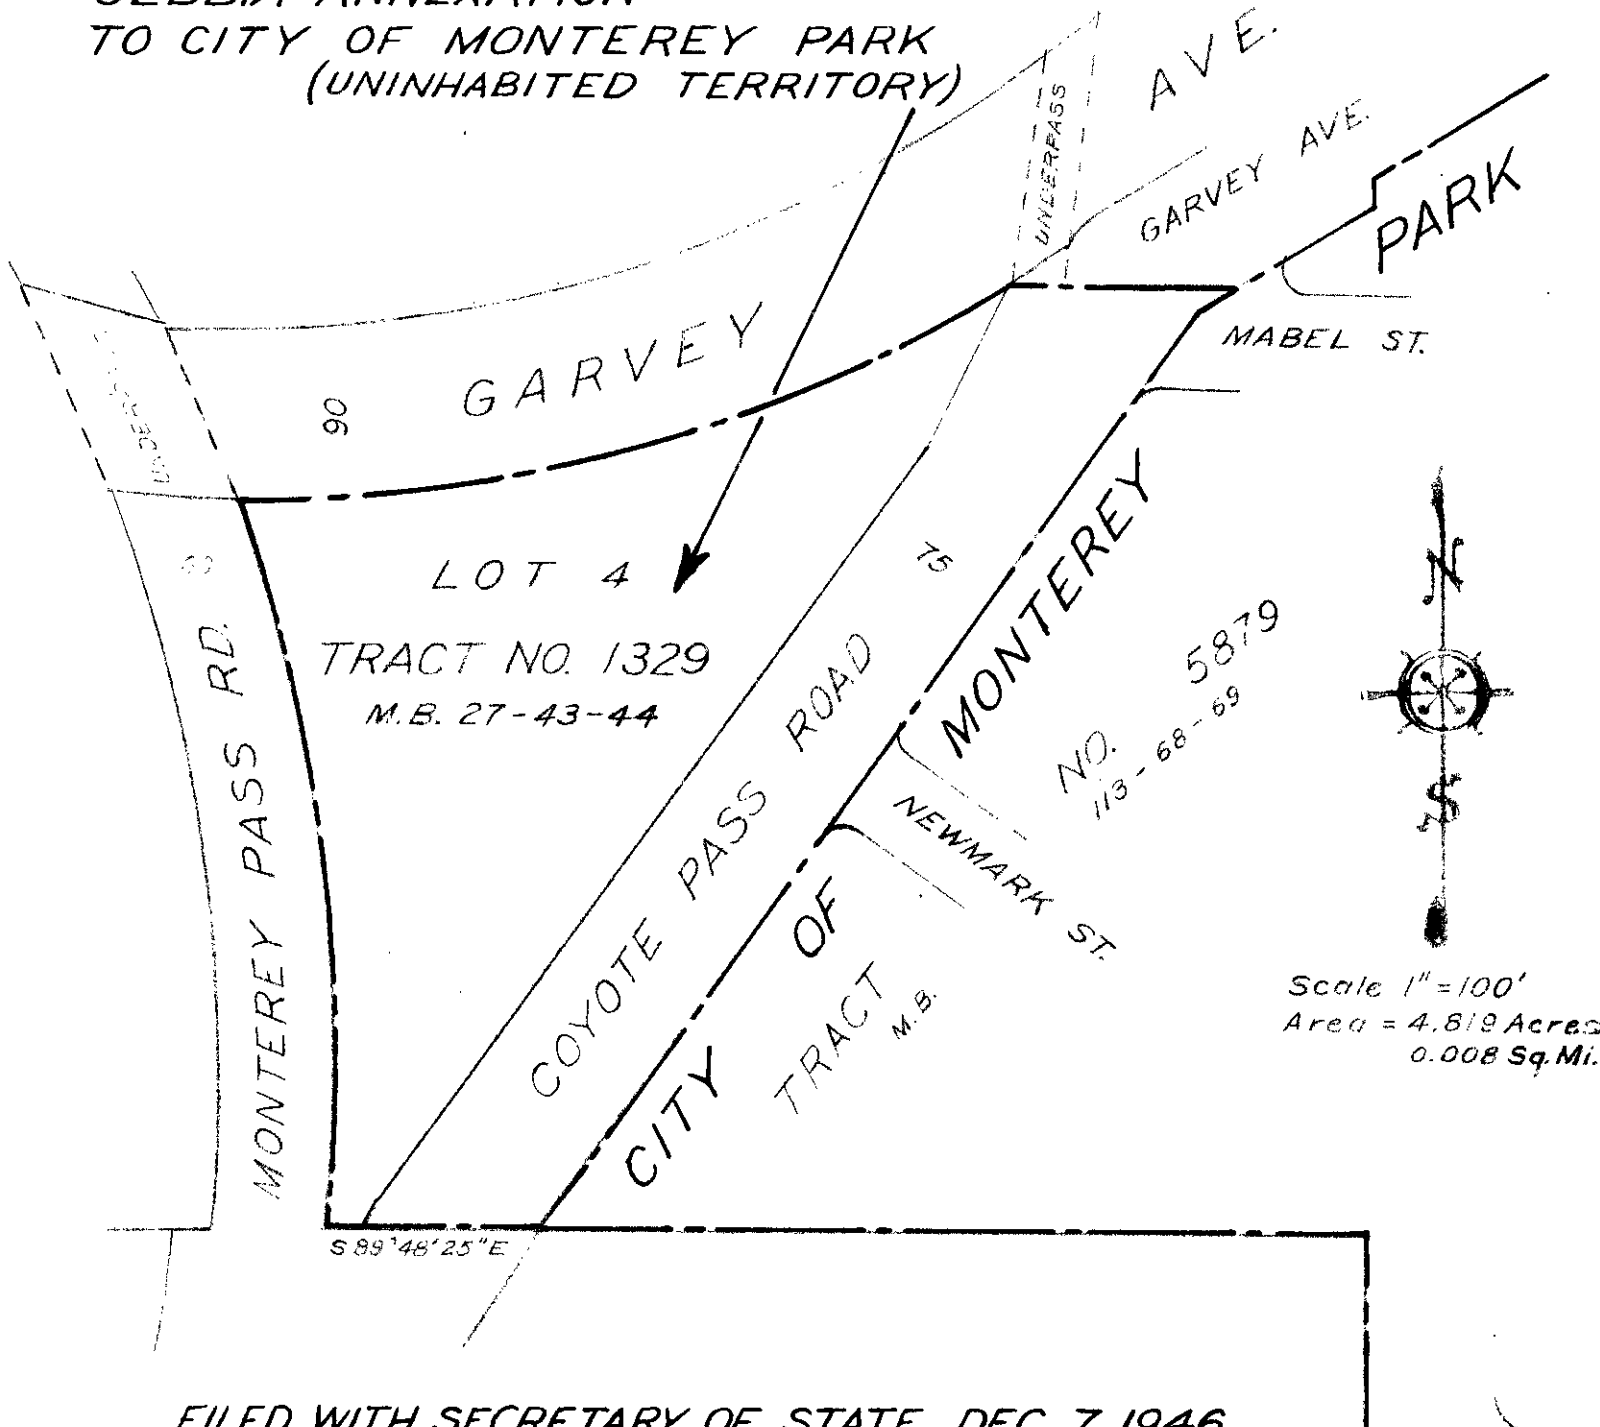 ANNEXATION
TO CITY OF MONTEREY PARK
(UNINHABITED TERRITORY)
AVE.
UNDERPASS
GARVEY AVE.
PARK
GARVEY
90
MABEL ST.
LOT 4
TRACT NO. 1329
M.B. 27-43-44
75
MONTEREY PASS RD.
COYOTE PASS ROAD
CITY OF MONTEREY
NO. 5879
113-68-69
NEWMARK ST.
TRACT
M.B.
N
S
Scale 1"=100'
Area = 4.819 Acres
0.008 Sq.Mi.
S 89°48'25"E
FILED WITH SECRETARY OF STATE DEC. 7, 1946